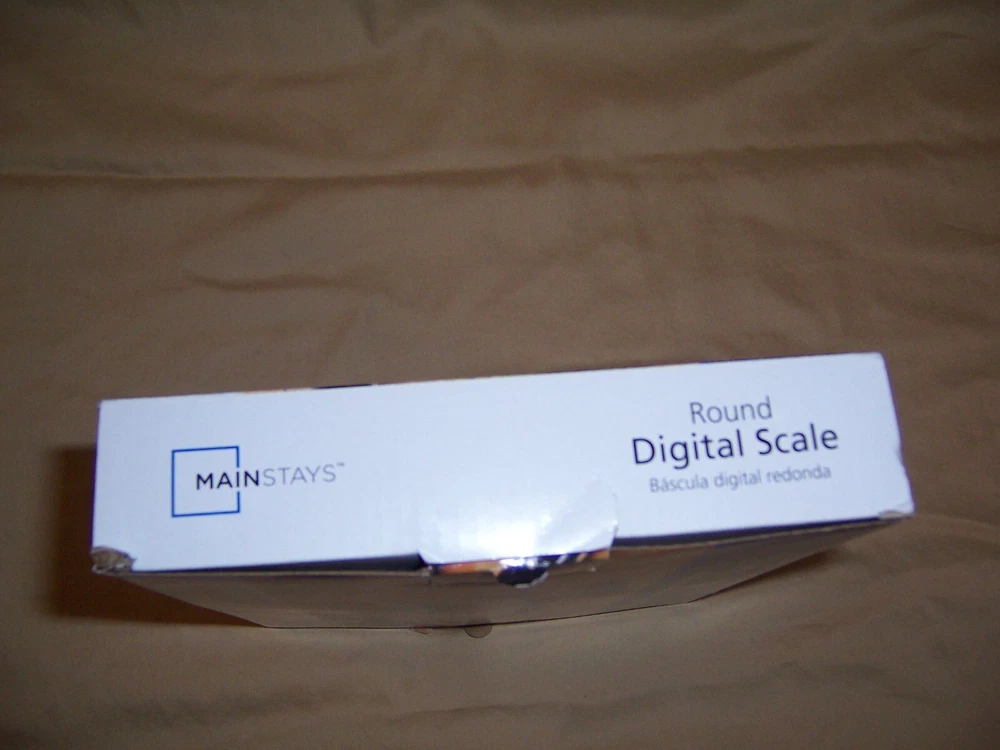 MAINSTAYS™
Round
Digital Scale
Báscula digital redonda